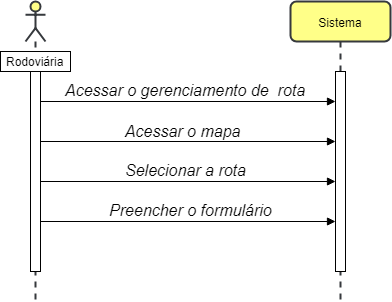 Sistema
Rodoviária
Acessar o gerenciamento de rota
Acessar o mapa
Selecionar a rota
Preencher o formulário